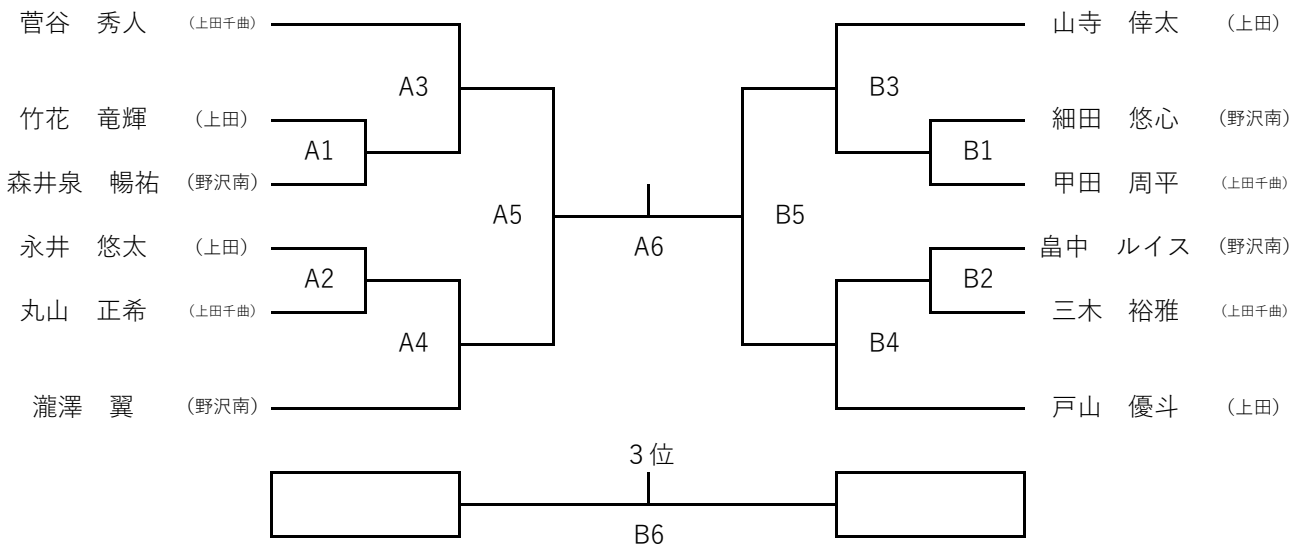 菅谷　秀人　（上田千曲）
山寺　倖太　（上田）
A3
B3
竹花　竜輝　（上田）
細田　悠心　（野沢南）
A1
B1
森井泉　暢祐　（野沢南）
甲田　周平　（上田千曲）
A5
B5
永井　悠太　（上田）
A6
畠中　ルイス　（野沢南）
A2
B2
丸山　正希　（上田千曲）
三木　裕雅　（上田千曲）
A4
B4
瀧澤　翼　（野沢南）
戸山　優斗　（上田）
３位
B6